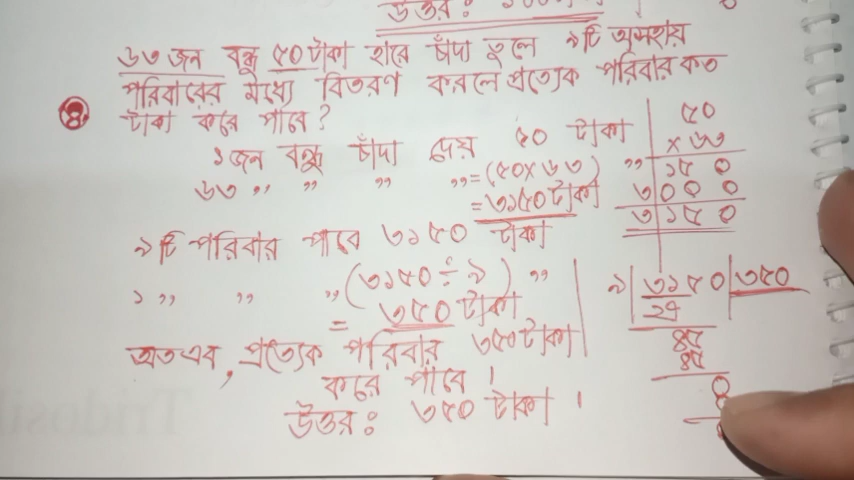 উত্তর:
৬৩ জন বন্ধু ৫০ টাকা হারে চাঁদা তুলে ৯টি অসহায়
পরিবারের মধ্যে বিতরণ করলে প্রত্যেক পরিবার কত
৪ টাকা করে পাবে?
১জন বন্ধু চাঁদা দেয় ৫০ টাকা
৬৩ ,, ,, ,, ,, = (৫০×৬৩) ,,
= ৩১৫০ টাকা
৫০
×৬৩
১৫০
৩০০০
৩১৫০
৯টি পরিবার পাবে ৩১৫০ টাকা
১ ,, ,, ,, (৩১৫০÷৯) ,,
= ৩৫০ টাকা
অতএব, প্রত্যেক পরিবার ৩৫০ টাকা
করে পাবে।
উত্তর: ৩৫০ টাকা।
৯ | ৩১৫০ | ৩৫০
২৭
৪৫
৪৫
০